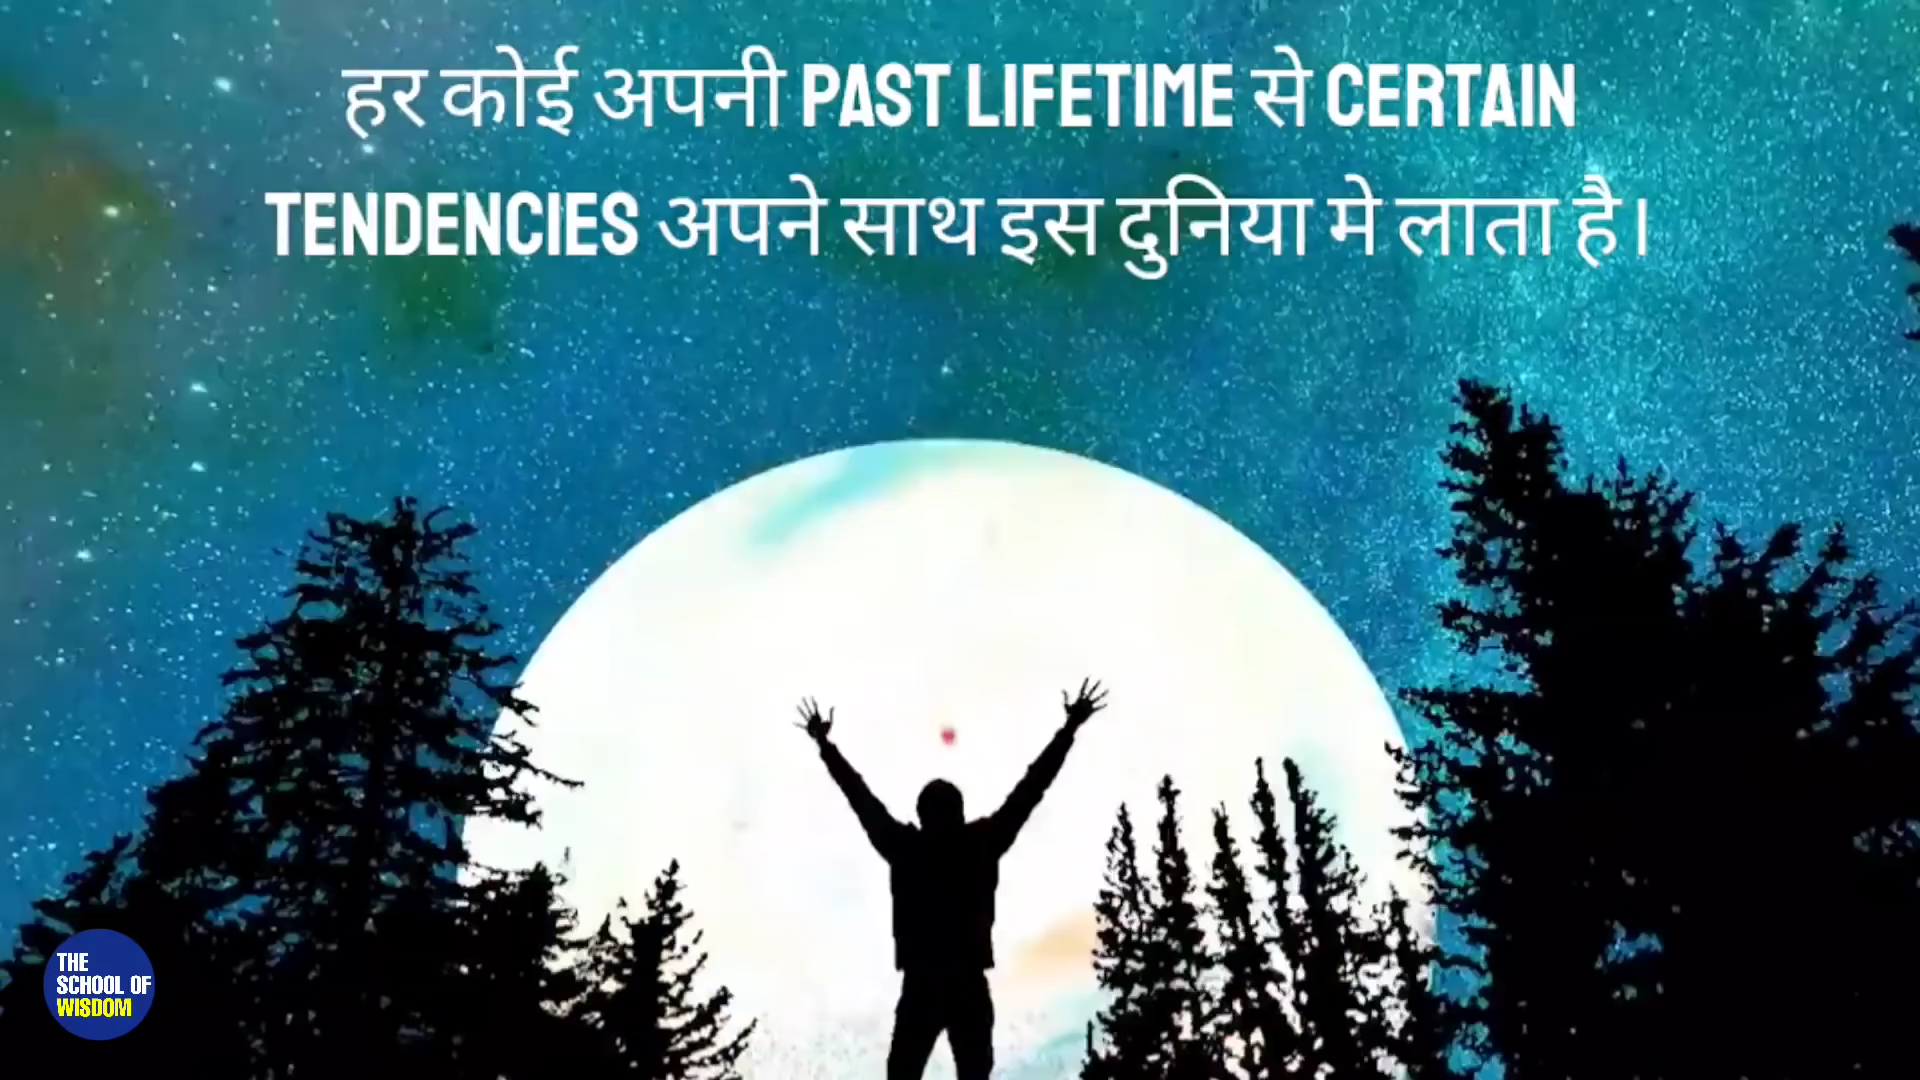 हर कोई अपनी PAST LIFETIME से CERTAIN
TENDENCIES अपने साथ इस दुनिया मे लाता है।
THE
SCHOOL OF
WISDOM